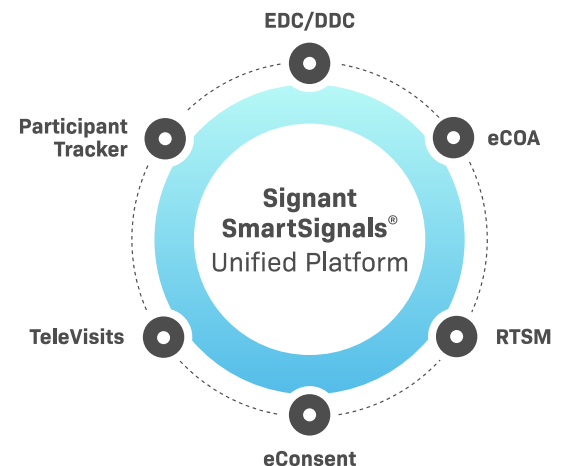 EDC/DDC
Participant
Tracker
eCOA
Signant
SmartSignals®
Unified Platform
TeleVisits
RTSM
eConsent